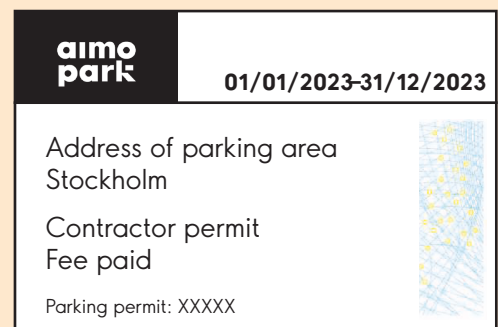 aimo
park
01/01/2023–31/12/2023
Address of parking area
Stockholm
Contractor permit
Fee paid
Parking permit: XXXXX